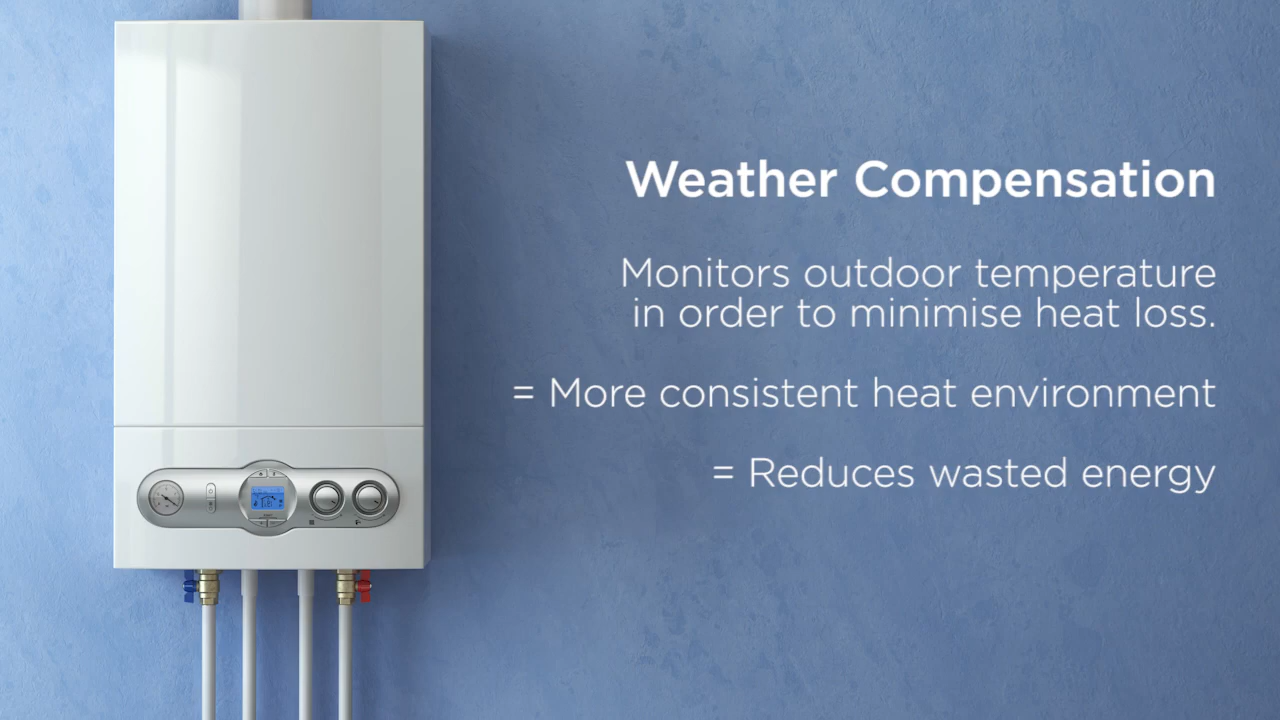 Weather Compensation
Monitors outdoor temperature
in order to minimise heat loss.
= More consistent heat environment
= Reduces wasted energy